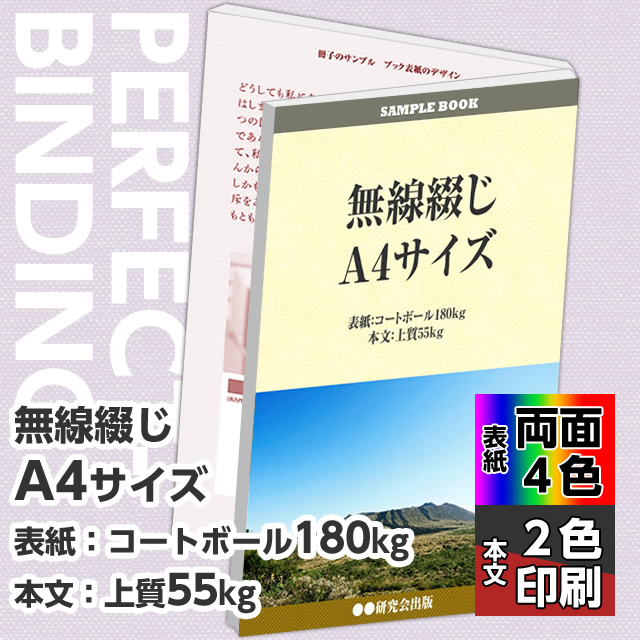 PERFECT
BINDING
冊子のサンプル ブック表紙のデザイン
どうしても私に
はしま
つの
であ
て、私
んから
しかも
斥を
もとも
SAMPLE BOOK
無線綴じ
A4サイズ
表紙:コートボール180kg
本文:上質55kg
●●研究会出版
無線綴じ
A4サイズ
表紙：コートボール180kg
本文：上質55kg
表紙
両面
4色
本文
2色
印刷